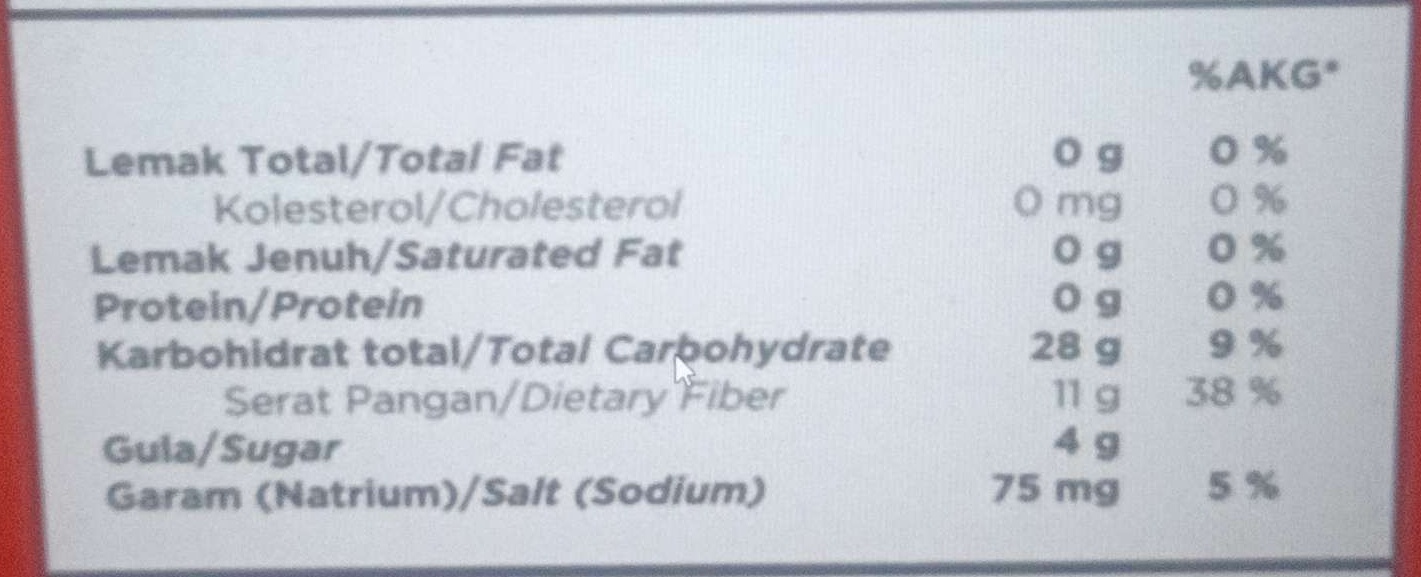 %AKG*
Lemak Total/Total Fat 0 g 0 %
Kolesterol/Cholesterol 0 mg 0 %
Lemak Jenuh/Saturated Fat 0 g 0 %
Protein/Protein 0 g 0 %
Karbohidrat total/Total Carbohydrate 28 g 9 %
Serat Pangan/Dietary Fiber 11 g 38 %
Gula/Sugar 4 g
Garam (Natrium)/Salt (Sodium) 75 mg 5 %